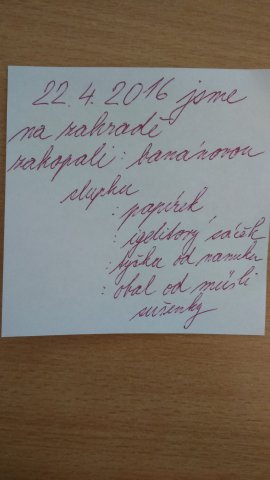 22. 4. 2016 jsme
na zahradě
zakopali: banánovou
slupku
: papírek
: igelitový sáček
: tyčku od nanuku
: obal od müsli
sušenky